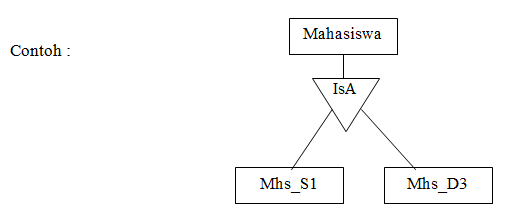 Mahasiswa
Contoh :
IsA
Mhs_S1
Mhs_D3